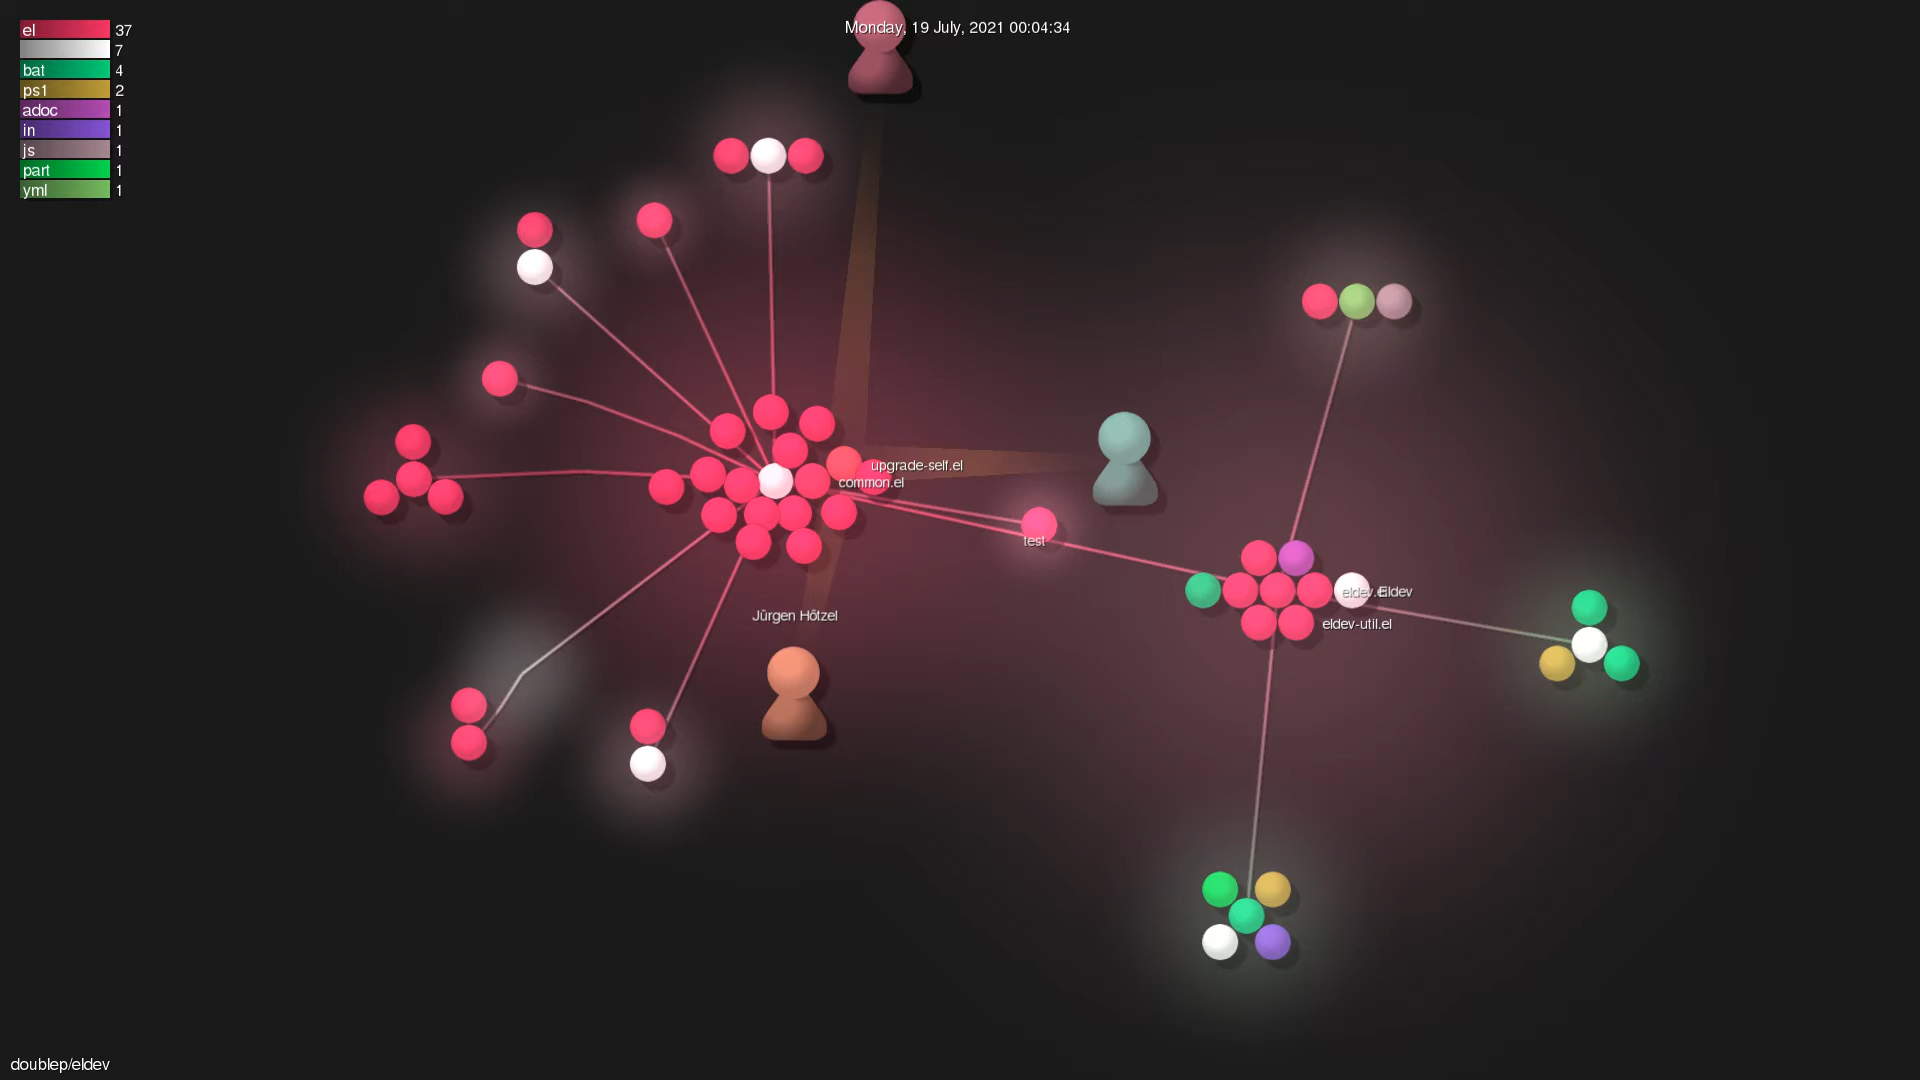 Monday, 19 July, 2021 00:04:34
el 37
7
bat 4
ps1 2
adoc 1
in 1
js 1
part 1
yml 1
upgrade-self.el
common.el
test
Eldev
eldev-util.el
Jürgen Hötzel
doublep/eldev